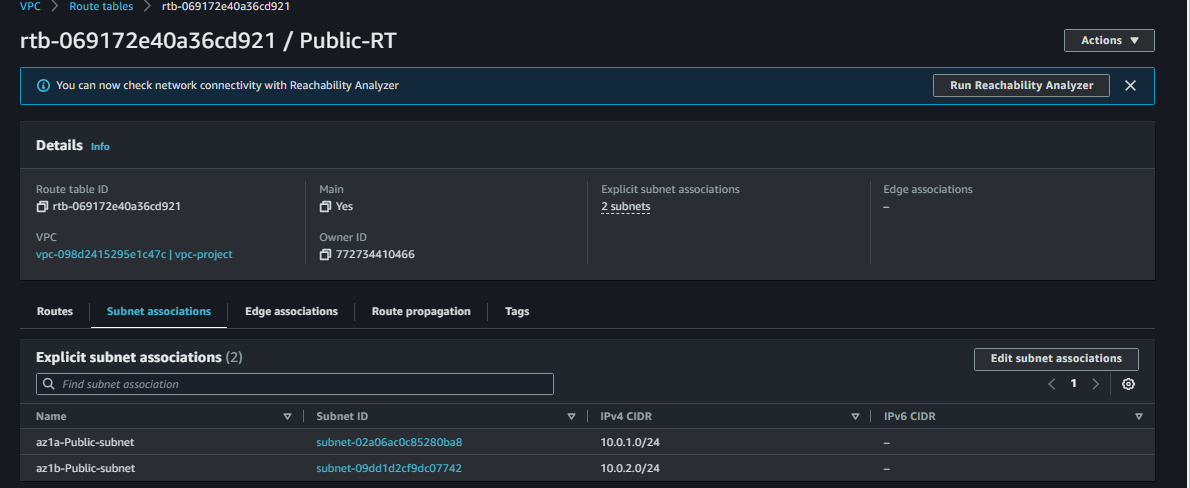 VPC > Route tables > rtb-069172e40a36cd921
rtb-069172e40a36cd921 / Public-RT
Actions ▼
You can now check network connectivity with Reachability Analyzer
Run Reachability Analyzer
Details Info
Route table ID
rtb-069172e40a36cd921
Main
Yes
Explicit subnet associations
2 subnets
Edge associations
–
VPC
vpc-098d2415295e1c47c | vpc-project
Owner ID
772734410466
Routes Subnet associations Edge associations Route propagation Tags
Explicit subnet associations (2)
Edit subnet associations
Find subnet association
1
Name Subnet ID IPv4 CIDR IPv6 CIDR
az1a-Public-subnet subnet-02a06ac0c85280ba8 10.0.1.0/24 –
az1b-Public-subnet subnet-09dd1d2cf9dc07742 10.0.2.0/24 –